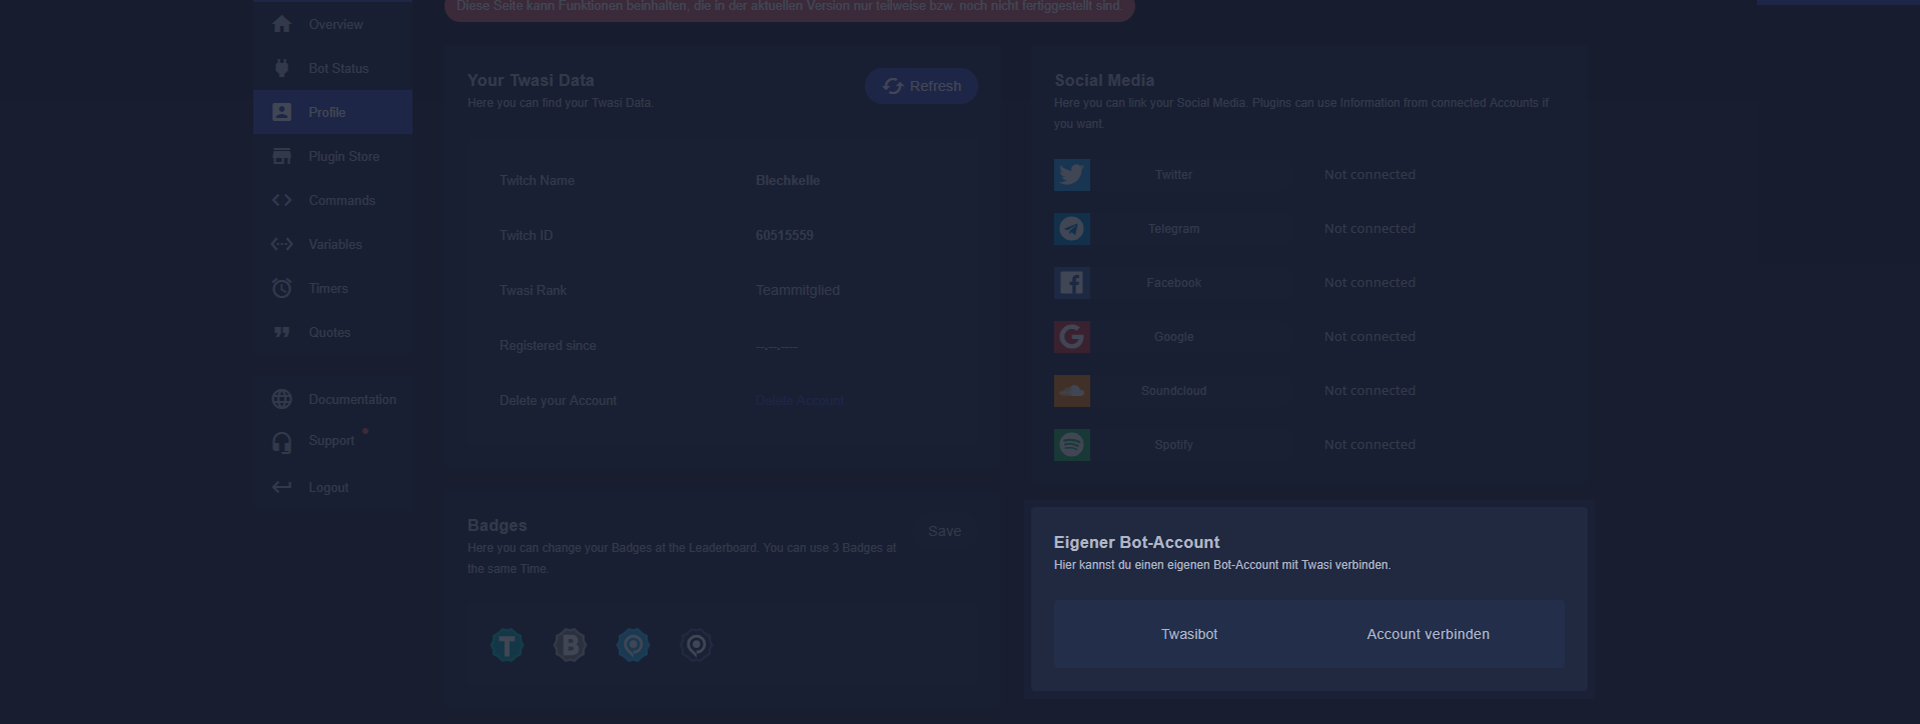 Diese Seite kann Funktionen beinhalten, die in der aktuellen Version nur teilweise bzw. noch nicht fertiggestellt sind.
Overview
Bot Status
Profile
Plugin Store
Commands
Variables
Timers
Quotes
Documentation
Support
Logout
Your Twasi Data
Refresh
Here you can find your Twasi Data.
Twitch Name Blechkelle
Twitch ID 60515559
Twasi Rank Teammitglied
Registered since --.--.----
Delete your Account Delete Account
Badges
Save
Here you can change your Badges at the Leaderboard. You can use 3 Badges at
the same Time.
T B
Social Media
Here you can link your Social Media. Plugins can use Information from connected Accounts if
you want.
Twitter Not connected
Telegram Not connected
Facebook Not connected
Google Not connected
Soundcloud Not connected
Spotify Not connected
Eigener Bot-Account
Hier kannst du einen eigenen Bot-Account mit Twasi verbinden.
Twasibot Account verbinden